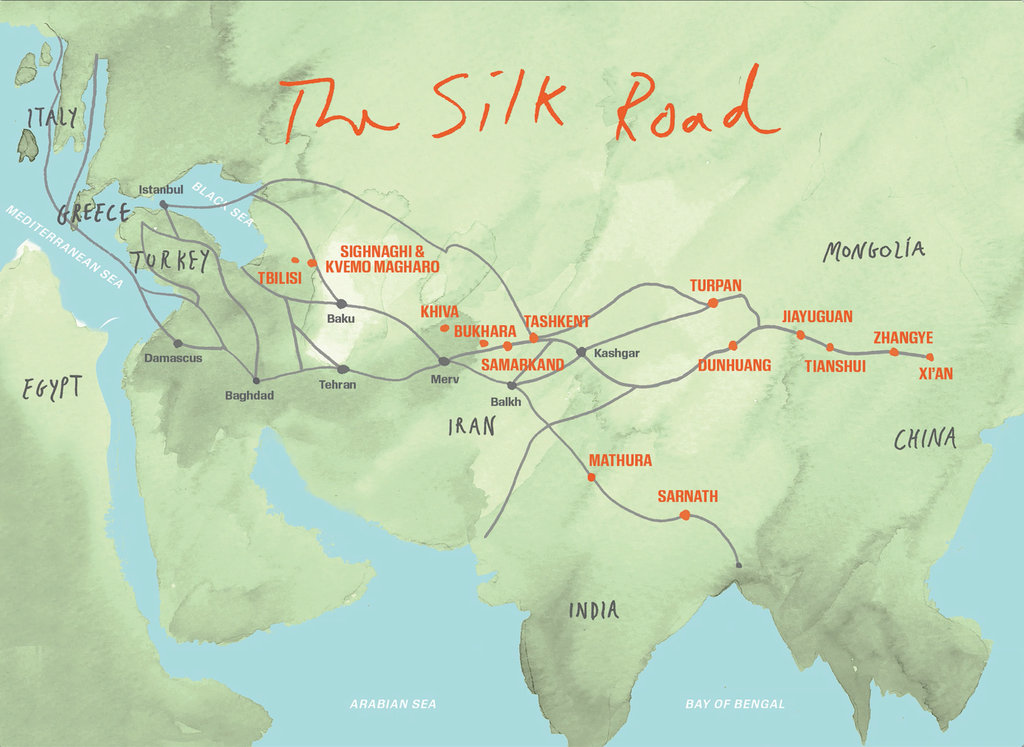 The Silk Road
ITALY
Istanbul
BLACK SEA
GREECE
MEDITERRANEAN SEA
TURKEY
MONGOLÍA
SIGHNAGHI &
KVEMO MAGHARO
TBILISI
TURPAN
KHIVA
Baku
BUKHARA
TASHKENT
JIAYUGUAN
ZHANGYE
Damascus
Kashgar
SAMARKAND
DUNHUANG
TIANSHUI
XI'AN
EGYPT
Baghdad
Tehran
Merv
Balkh
IRAN
CHINA
MATHURA
SARNATH
INDIA
ARABIAN SEA
BAY OF BENGAL